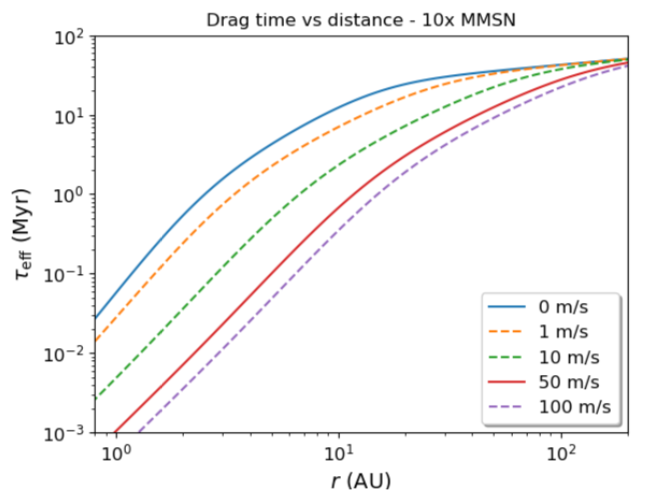 Drag time vs distance - 10x MMSN
10²
10¹
10⁰
10⁻¹
10⁻²
10⁻³
τeff (Myr)
0 m/s
1 m/s
10 m/s
50 m/s
100 m/s
10⁰ 10¹ 10²
r (AU)